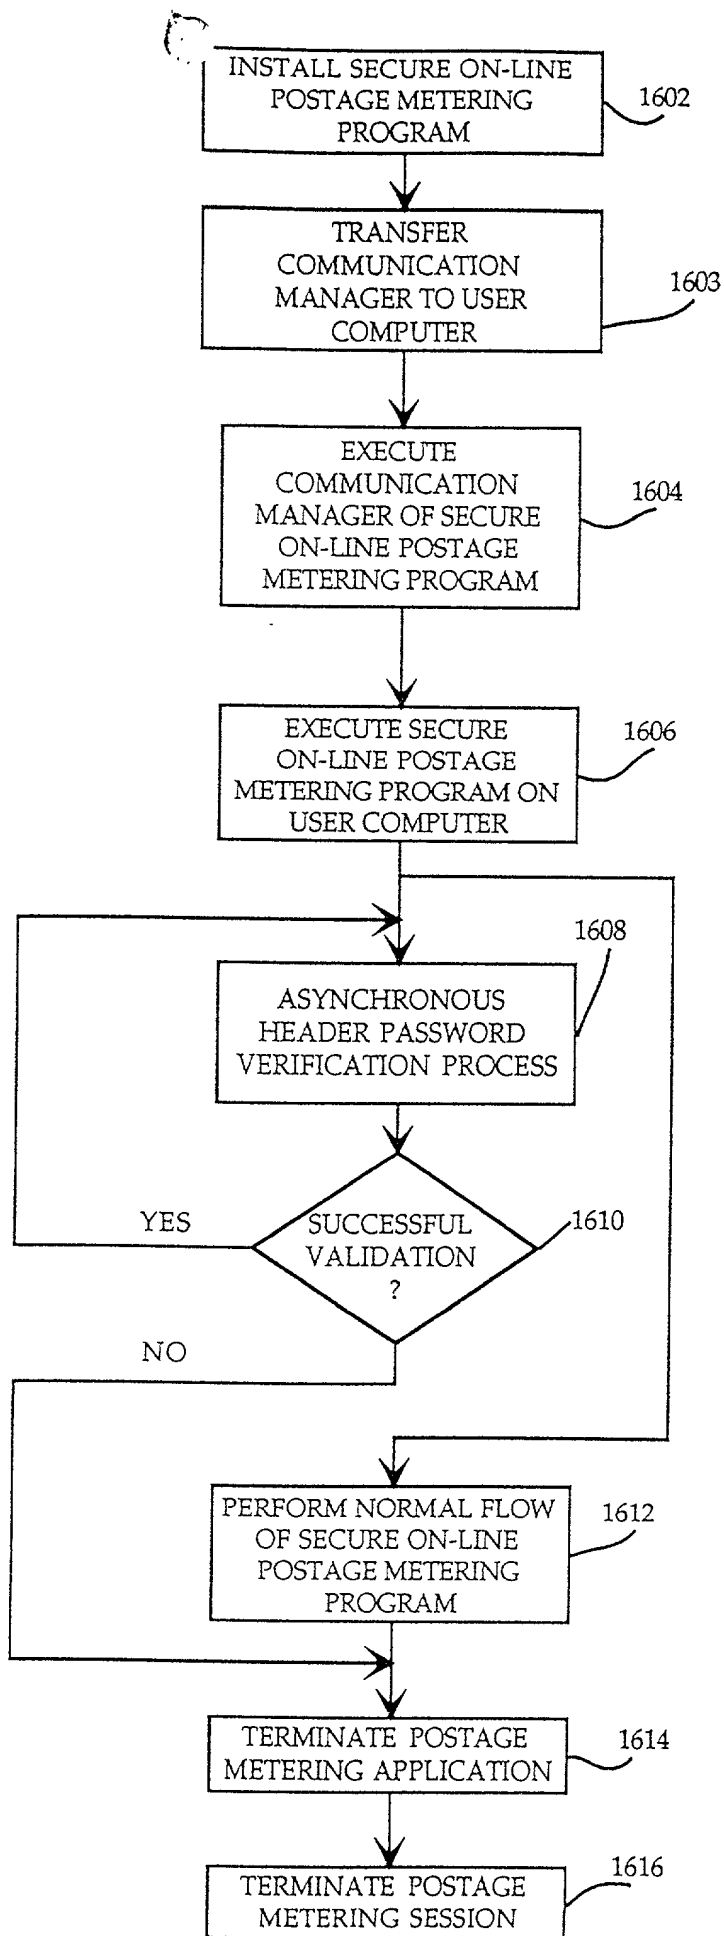 INSTALL SECURE ON-LINE
POSTAGE METERING
PROGRAM
1602
TRANSFER
COMMUNICATION
MANAGER TO USER
COMPUTER
1603
EXECUTE
COMMUNICATION
MANAGER OF SECURE
ON-LINE POSTAGE
METERING PROGRAM
1604
EXECUTE SECURE
ON-LINE POSTAGE
METERING PROGRAM ON
USER COMPUTER
1606
ASYNCHRONOUS
HEADER PASSWORD
VERIFICATION PROCESS
1608
SUCCESSFUL
VALIDATION
?
1610
YES
NO
PERFORM NORMAL FLOW
OF SECURE ON-LINE
POSTAGE METERING
PROGRAM
1612
TERMINATE POSTAGE
METERING APPLICATION
1614
TERMINATE POSTAGE
METERING SESSION
1616